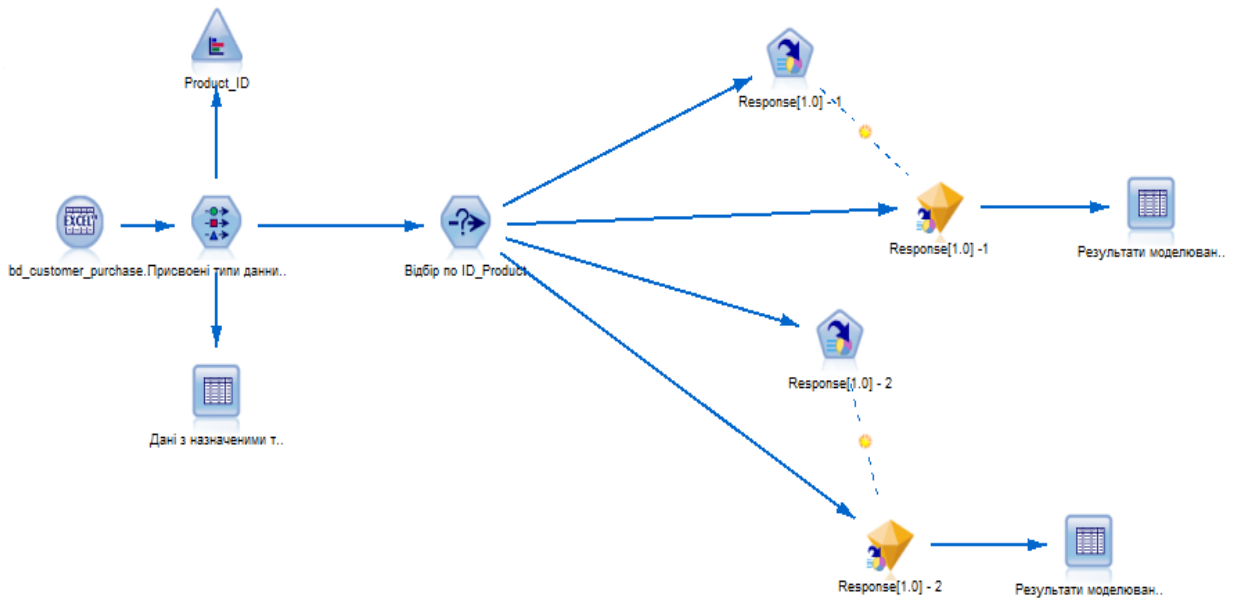 Product_ID
Response[1.0] - 1
EXCEL
bd_customer_purchase.
Присвоені типи данни..
Відбір по ID_Product
Response[1.0] -1
Результати моделюван..
Response[1.0] - 2
Дані з назначеними т..
Response[1.0] - 2
Результати моделюван..